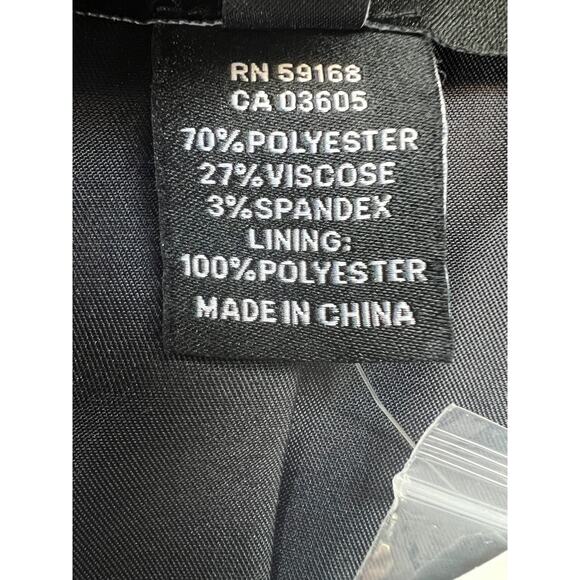 RN 59168
CA 03605
70%POLYESTER
27%VISCOSE
3%SPANDEX
LINING:
100%POLYESTER
MADE IN CHINA